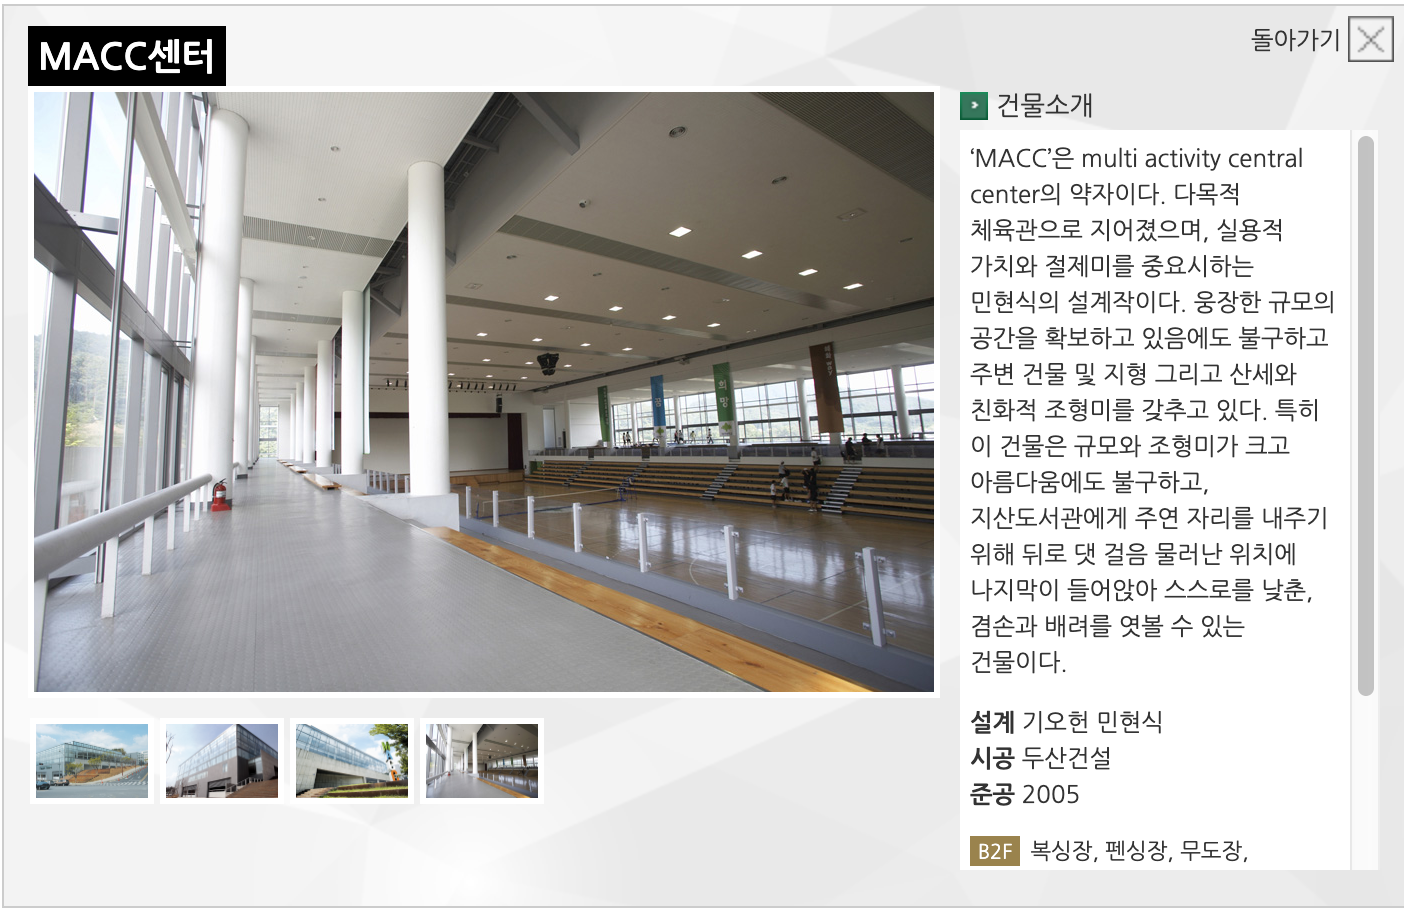 MACC센터
돌아가기
건물소개
‘MACC’은 multi activity central
center의 약자이다. 다목적
체육관으로 지어졌으며, 실용적
가치와 절제미를 중요시하는
민현식의 설계작이다. 웅장한 규모의
공간을 확보하고 있음에도 불구하고
주변 건물 및 지형 그리고 산세와
친화적 조형미를 갖추고 있다. 특히
이 건물은 규모와 조형미가 크고
아름다움에도 불구하고,
지산도서관에게 주연 자리를 내주기
위해 뒤로 댓 걸음 물러난 위치에
나지막이 들어앉아 스스로를 낮춘,
겸손과 배려를 엿볼 수 있는
건물이다.
설계 기오헌 민현식
시공 두산건설
준공 2005
B2F 복싱장, 펜싱장, 무도장,
희망